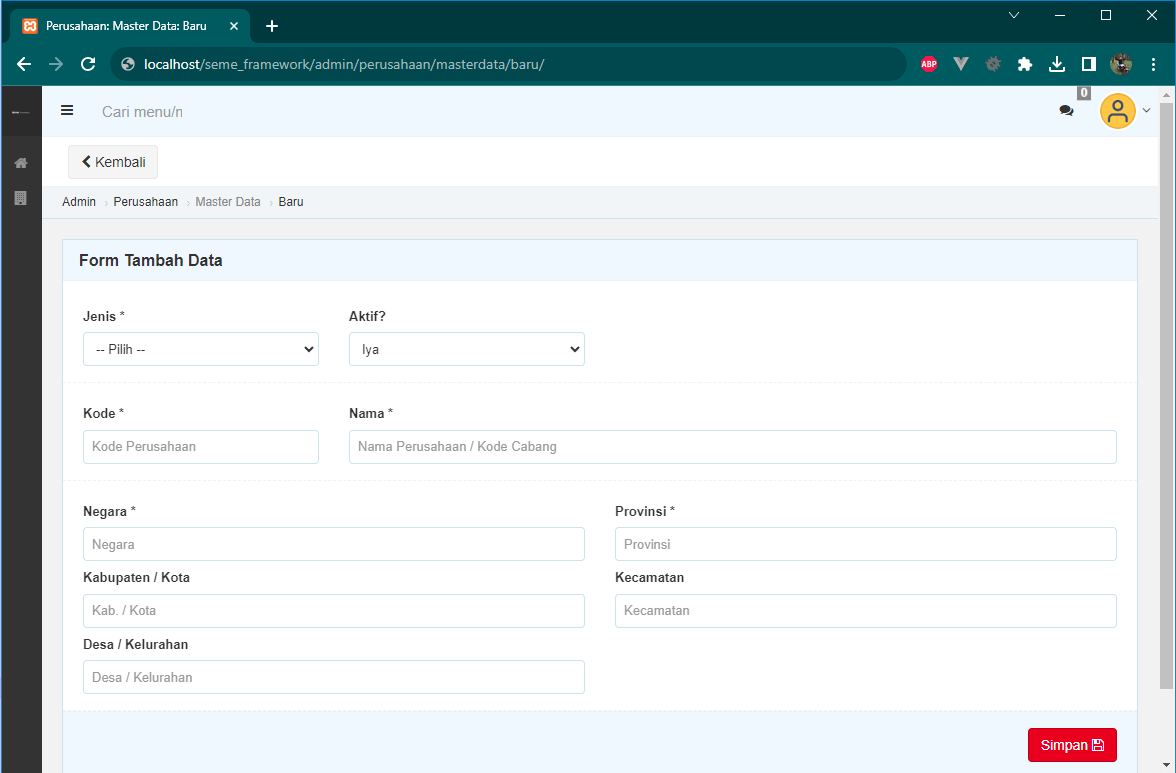 Perusahaan: Master Data: Baru
localhost/seme_framework/admin/perusahaan/masterdata/baru/
ABP
Cari menu/n
0
Kembali
Admin › Perusahaan › Master Data › Baru
Form Tambah Data
Jenis * Aktif?
-- Pilih -- Iya
Kode * Nama *
Kode Perusahaan Nama Perusahaan / Kode Cabang
Negara * Provinsi *
Negara Provinsi
Kabupaten / Kota Kecamatan
Kab. / Kota Kecamatan
Desa / Kelurahan
Desa / Kelurahan
Simpan